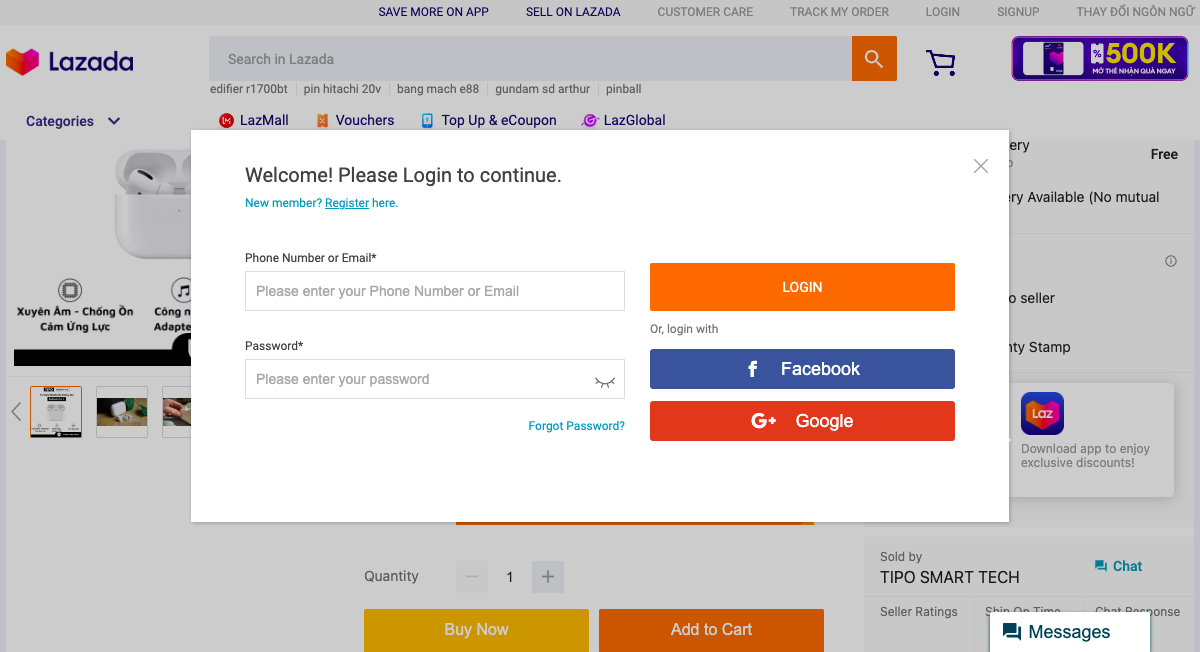 SAVE MORE ON APP
SELL ON LAZADA
CUSTOMER CARE
TRACK MY ORDER
LOGIN
SIGNUP
THAY ĐỔI NGÔN NGỮ
Lazada
Search in Lazada
500K
MỞ THẺ NHẬN QUÀ NGAY
edifier r1700bt
pin hitachi 20v
bang mach e88
gundam sd arthur
pinball
Categories
LazMall
Vouchers
Top Up & eCoupon
LazGlobal
Free
ry Available (No mutual
Welcome! Please Login to continue.
New member? Register here.
Phone Number or Email*
Please enter your Phone Number or Email
Password*
Please enter your password
Forgot Password?
LOGIN
Or, login with
Facebook
G+ Google
Xuyên Âm - Chống Ồn
Cảm Ứng Lực
Công n
Adapte
o seller
nty Stamp
Laz
Download app to enjoy
exclusive discounts!
Quantity
1
Buy Now
Add to Cart
Sold by
TIPO SMART TECH
Chat
Seller Ratings
Ship On Time
Chat Response
Messages